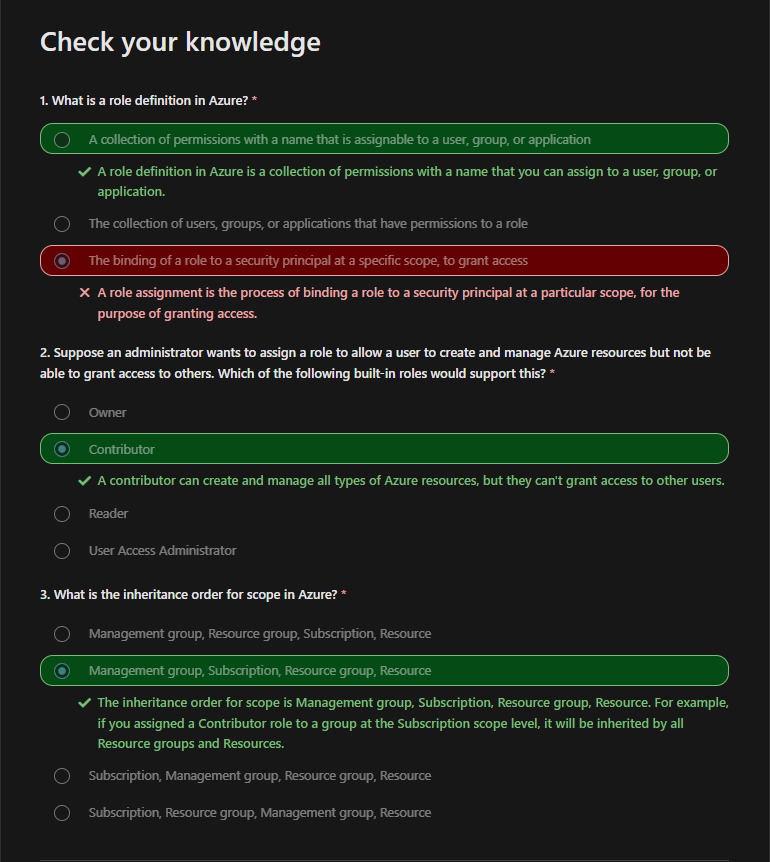 Check your knowledge
1. What is a role definition in Azure? *
A collection of permissions with a name that is assignable to a user, group, or application
A role definition in Azure is a collection of permissions with a name that you can assign to a user, group, or
application.
The collection of users, groups, or applications that have permissions to a role
The binding of a role to a security principal at a specific scope, to grant access
A role assignment is the process of binding a role to a security principal at a particular scope, for the
purpose of granting access.
2. Suppose an administrator wants to assign a role to allow a user to create and manage Azure resources but not be
able to grant access to others. Which of the following built-in roles would support this? *
Owner
Contributor
A contributor can create and manage all types of Azure resources, but they can't grant access to other users.
Reader
User Access Administrator
3. What is the inheritance order for scope in Azure? *
Management group, Resource group, Subscription, Resource
Management group, Subscription, Resource group, Resource
The inheritance order for scope is Management group, Subscription, Resource group, Resource. For example,
if you assigned a Contributor role to a group at the Subscription scope level, it will be inherited by all
Resource groups and Resources.
Subscription, Management group, Resource group, Resource
Subscription, Resource group, Management group, Resource